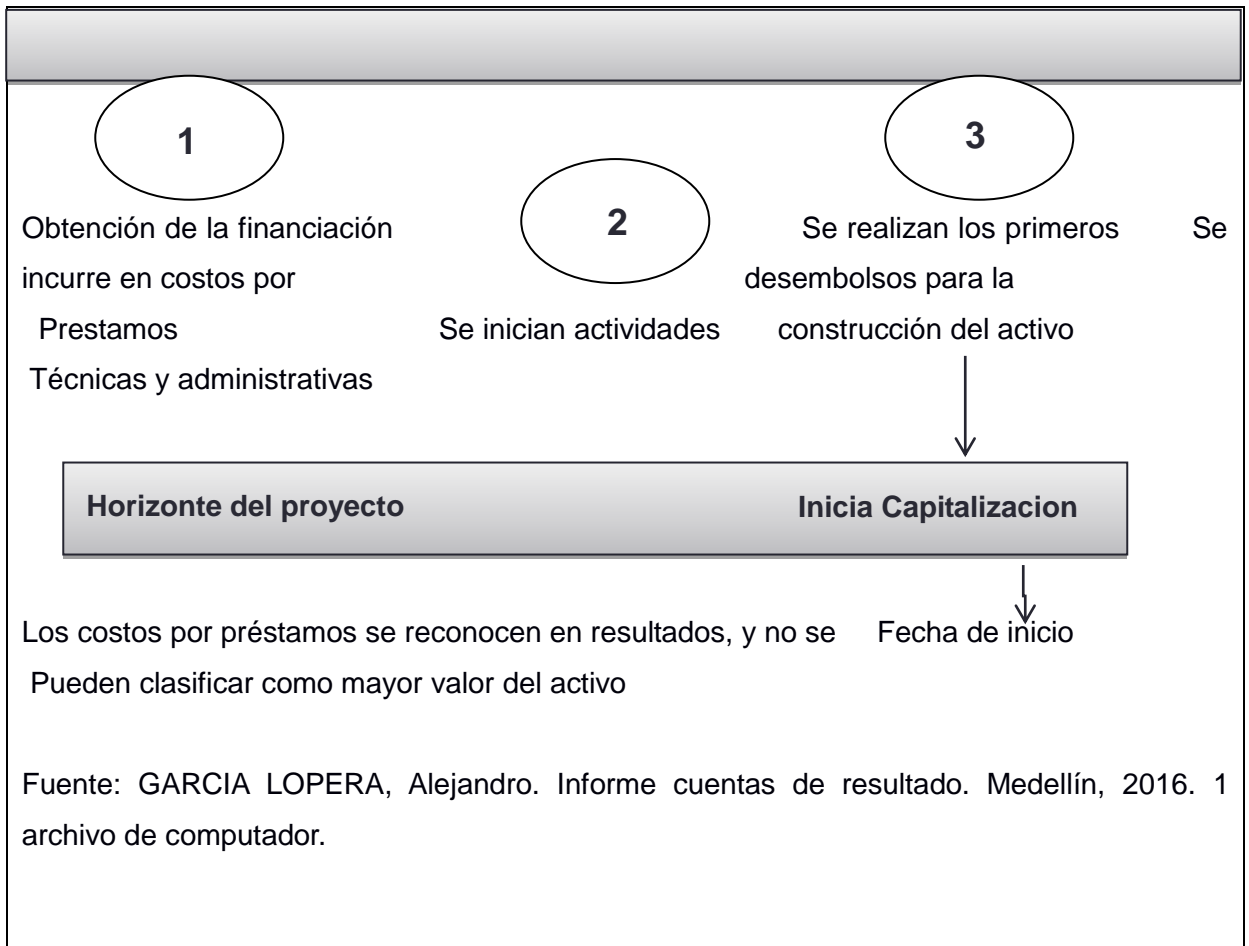 1
3
2
Obtención de la financiación Se realizan los primeros Se
incurre en costos por desembolsos para la
Prestamos Se inician actividades construcción del activo
Técnicas y administrativas
Horizonte del proyecto Inicia Capitalizacion
Los costos por préstamos se reconocen en resultados, y no se Fecha de inicio
Pueden clasificar como mayor valor del activo
Fuente: GARCIA LOPERA, Alejandro. Informe cuentas de resultado. Medellín, 2016. 1
archivo de computador.